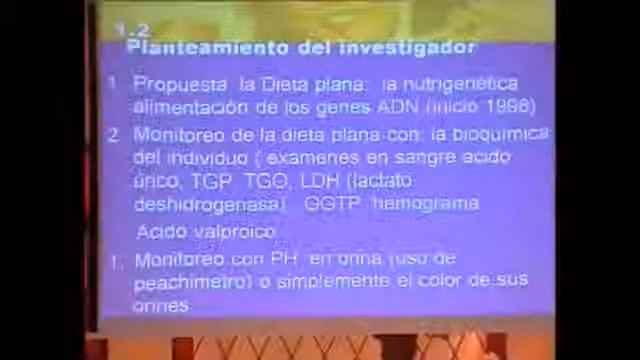 1.2
Planteamiento del investigador
1. Propuesta la Dieta plana: la nutrigenética
alimentación de los genes ADN (inicio 1998)
2. Monitoreo de la dieta plana con: la bioquímica
del individuo ( examenes en sangre acido
úrico, TGP TGO, LDH (lactato
deshidrogenasa) GGTP hemograma
Acido valproico
1. Monitoreo con PH en orina (uso de
peachimetro) o simplemente el color de sus
orines